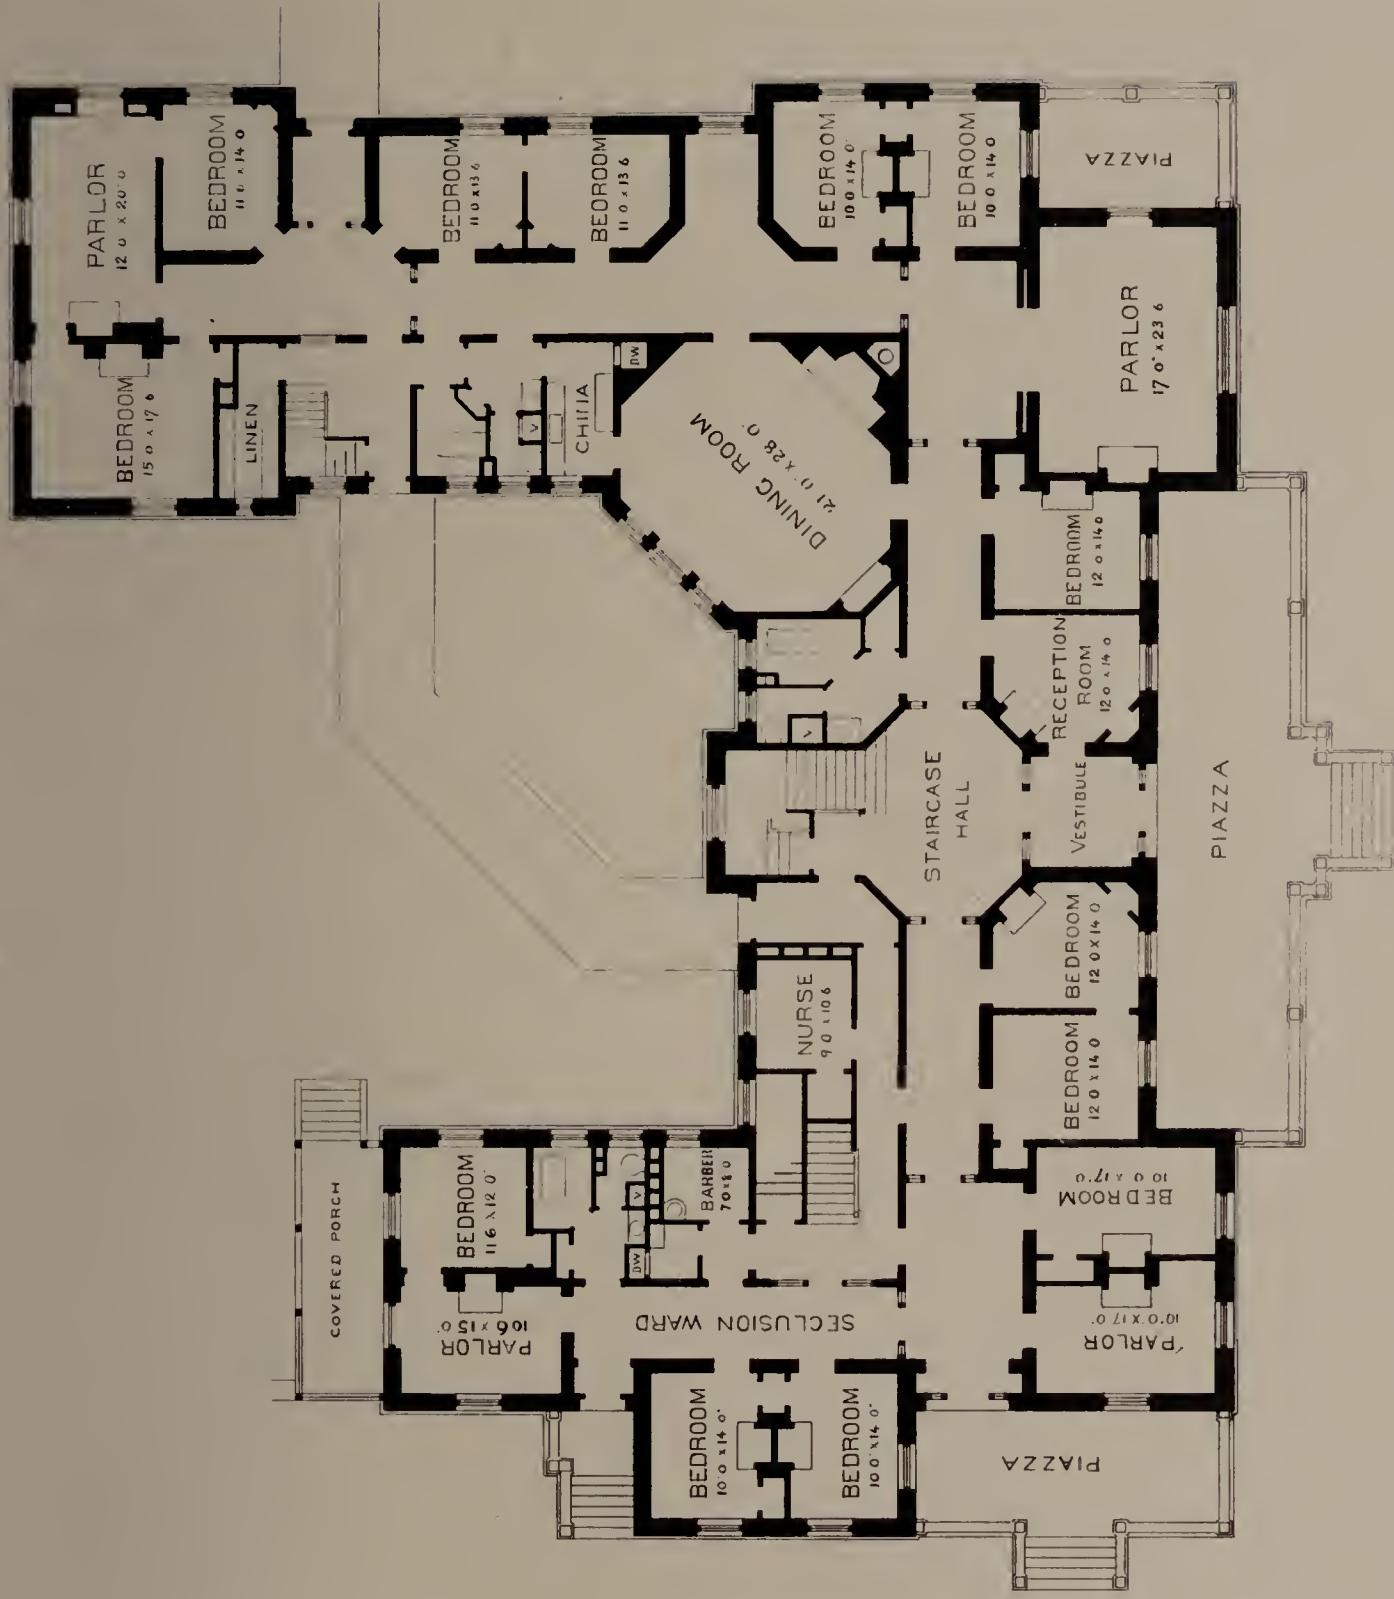 PARLOR
12 0 x 20'0
BEDROOM
11 0 x 14 0
BEDROOM
11 0 x 13 6
BEDROOM
11 0 x 13 6
BEDROOM
10'0 x 14 0'
BEDROOM
10'0 x 14 0
PIAZZA
PARLOR
17 0" x 23 6
BEDROOM
15 0 x 17 6
LINEN
V
CHINA
DW
DINING ROOM
21 0' x 28 0'
BEDROOM
12 0 x 14 0
RECEPTION
ROOM
12 0 x 14 0
V
STAIRCASE
HALL
VESTIBULE
PIAZZA
BEDROOM
12 0 x 14 0
BEDROOM
12 0 x 14 0
NURSE
9 0 x 10 6
COVERED PORCH
BEDROOM
11 6 x 12 0'
V
DW
BARBER
7 0 x 8 0
BEDROOM
10 0 x 17'0
PARLOR
10 6 x 15 0'
SECLUSION WARD
PARLOR
10'0 x 17 0'
BEDROOM
10'0 x 14 0'
BEDROOM
10 0' x 14 0'
PIAZZA